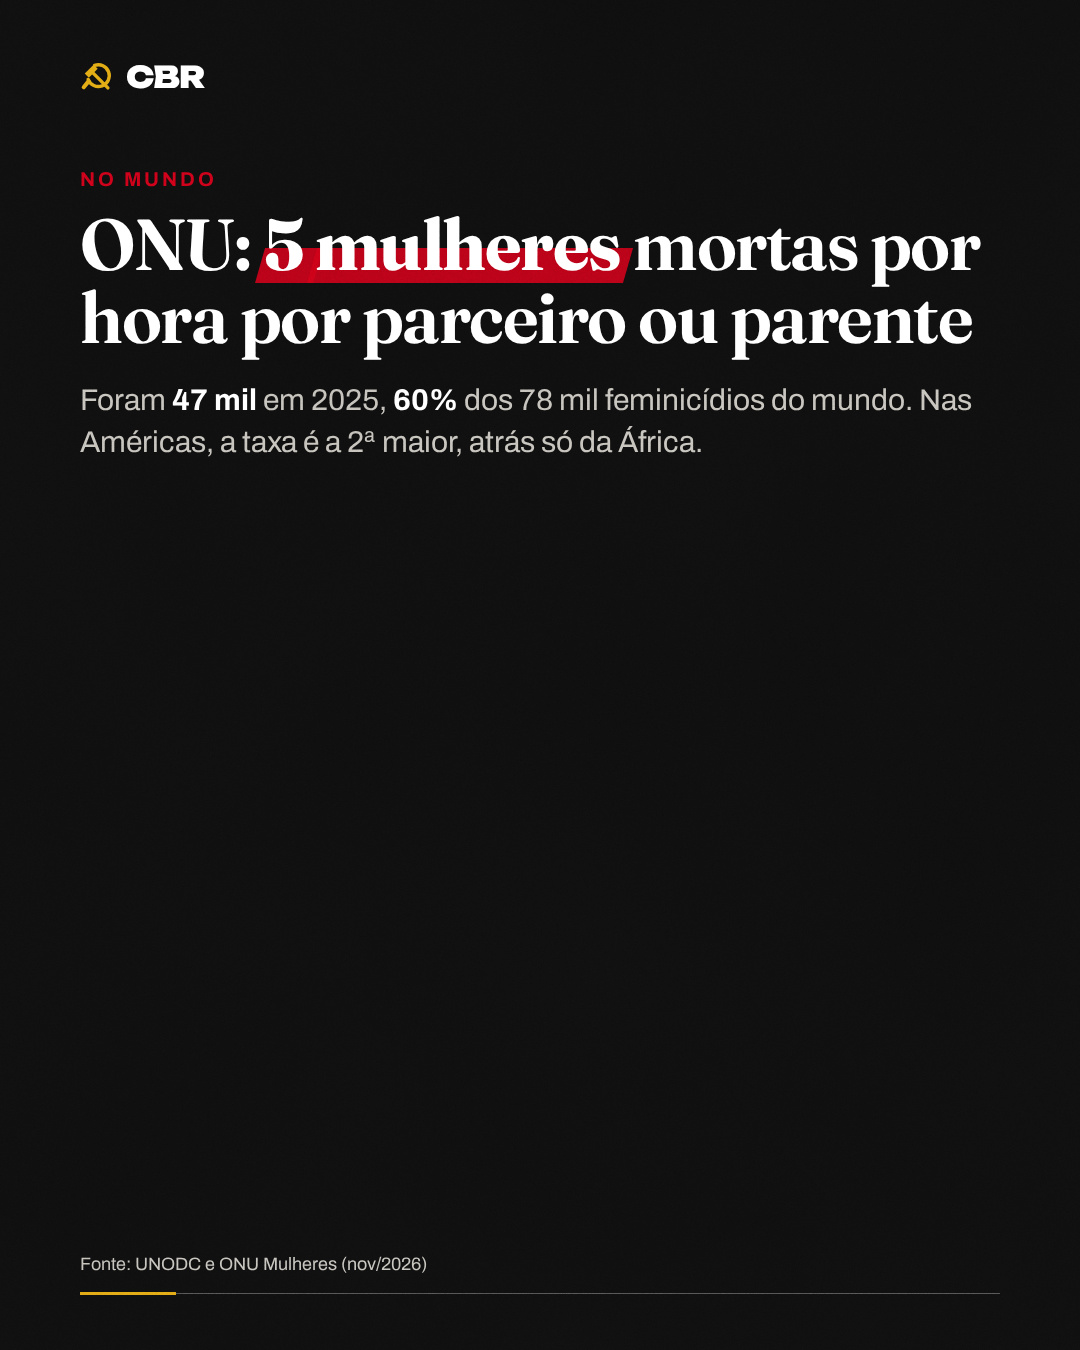 CBR
NO MUNDO
ONU: 5 mulheres mortas por
hora por parceiro ou parente
Foram 47 mil em 2025, 60% dos 78 mil feminicídios do mundo. Nas
Américas, a taxa é a 2ª maior, atrás só da África.
Fonte: UNODC e ONU Mulheres (nov/2026)